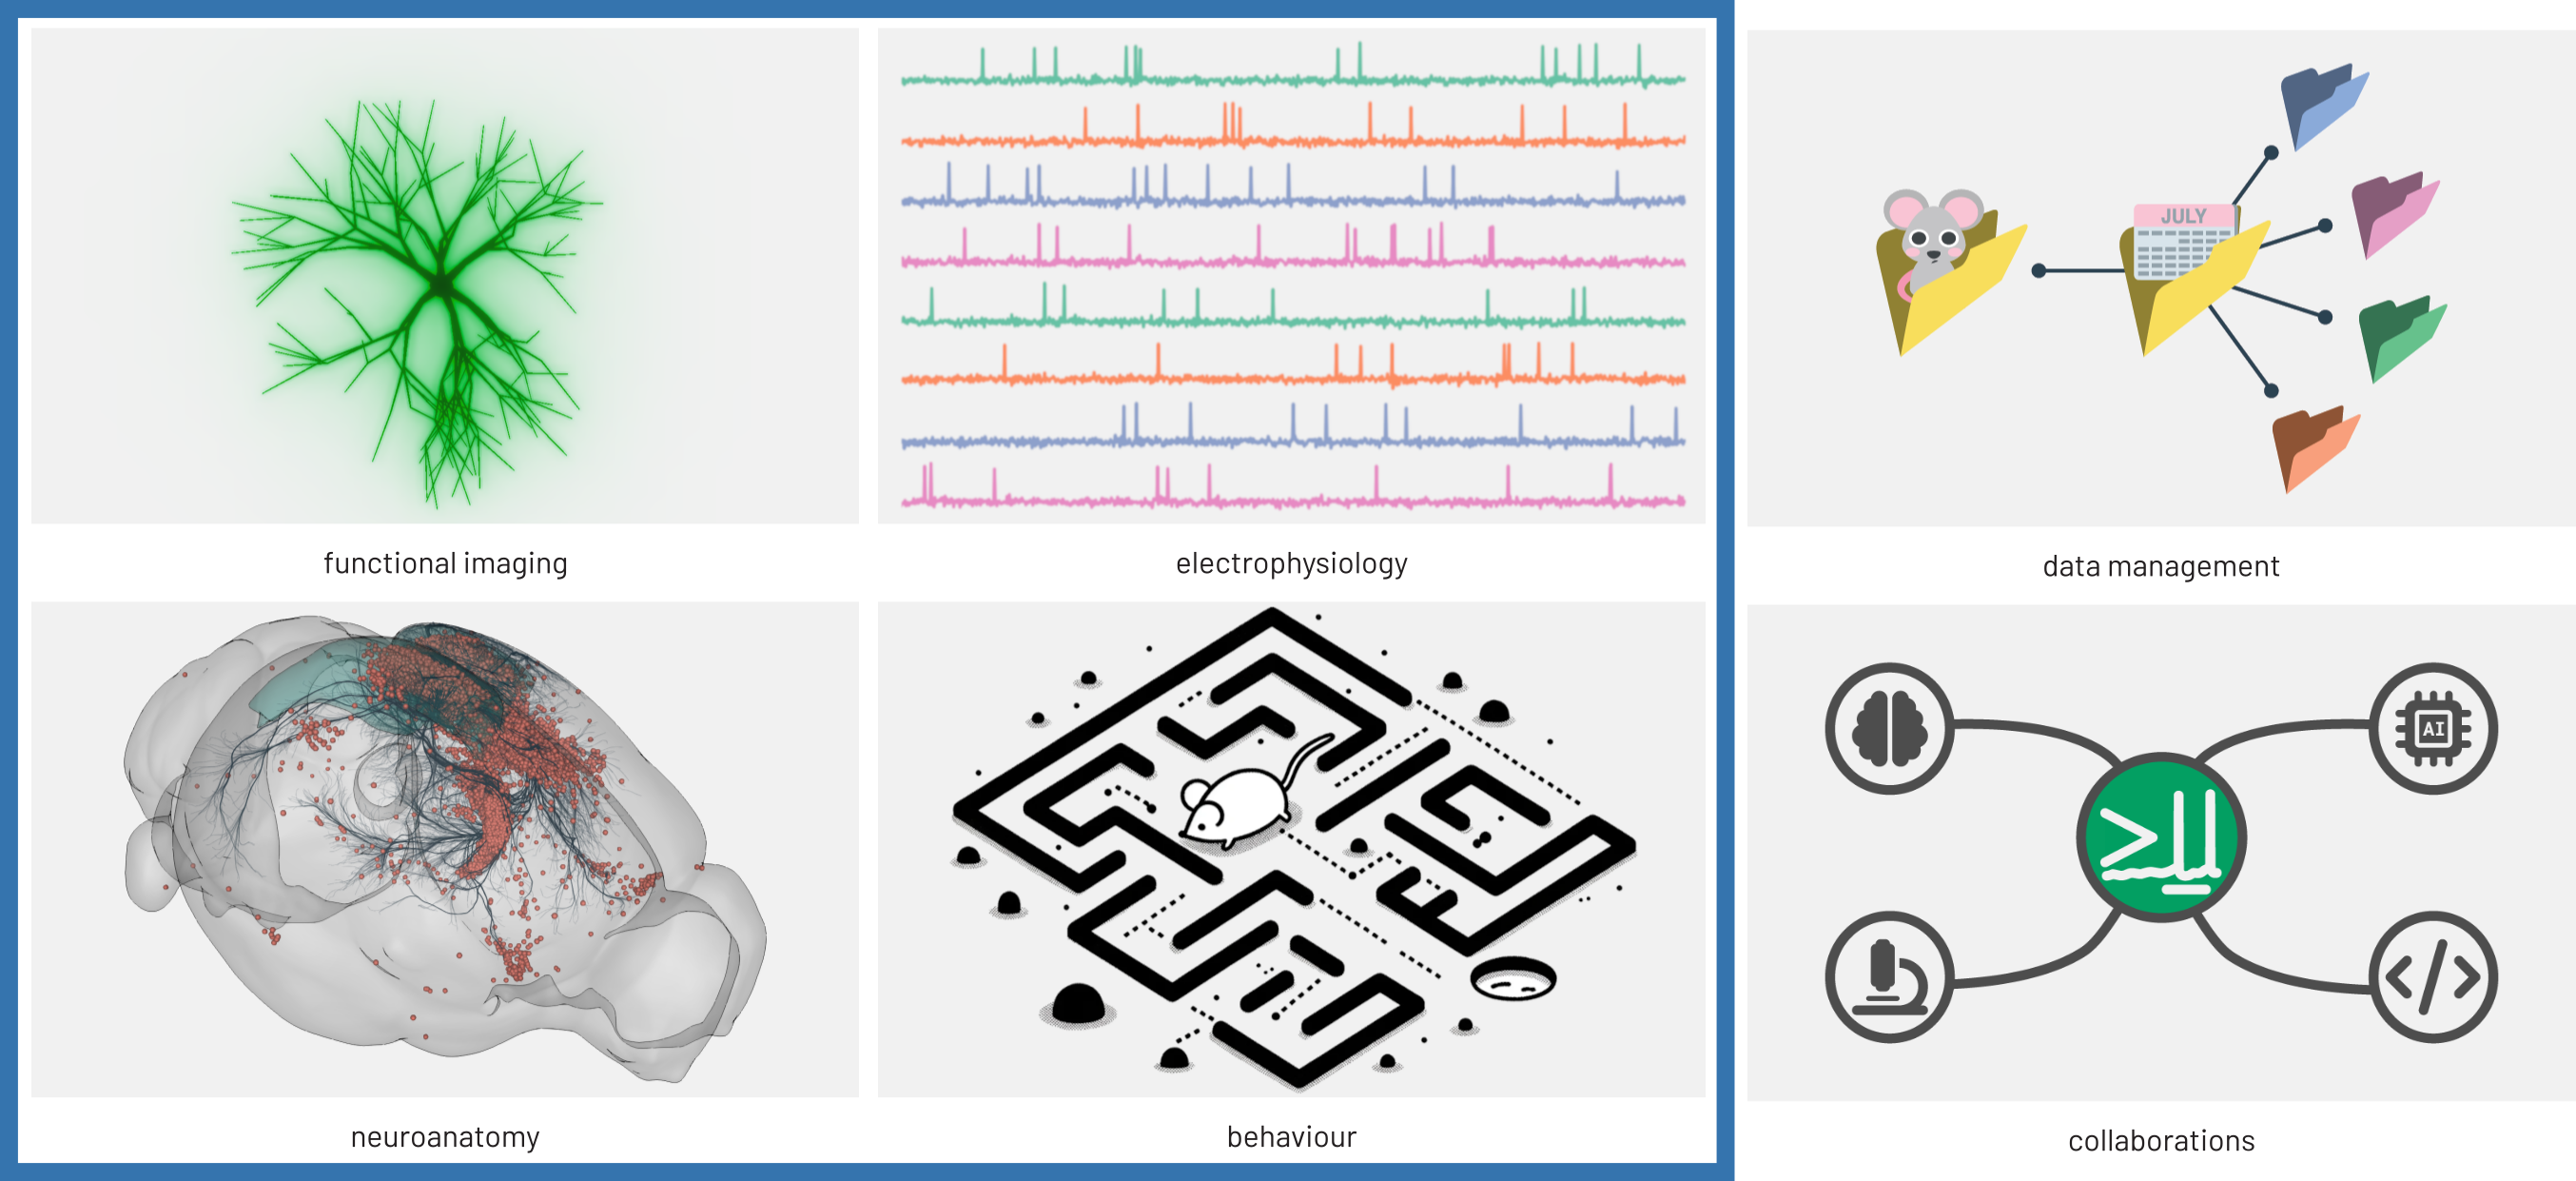 JULY
functional imaging
electrophysiology
data management
AI
</>
neuroanatomy
behaviour
collaborations